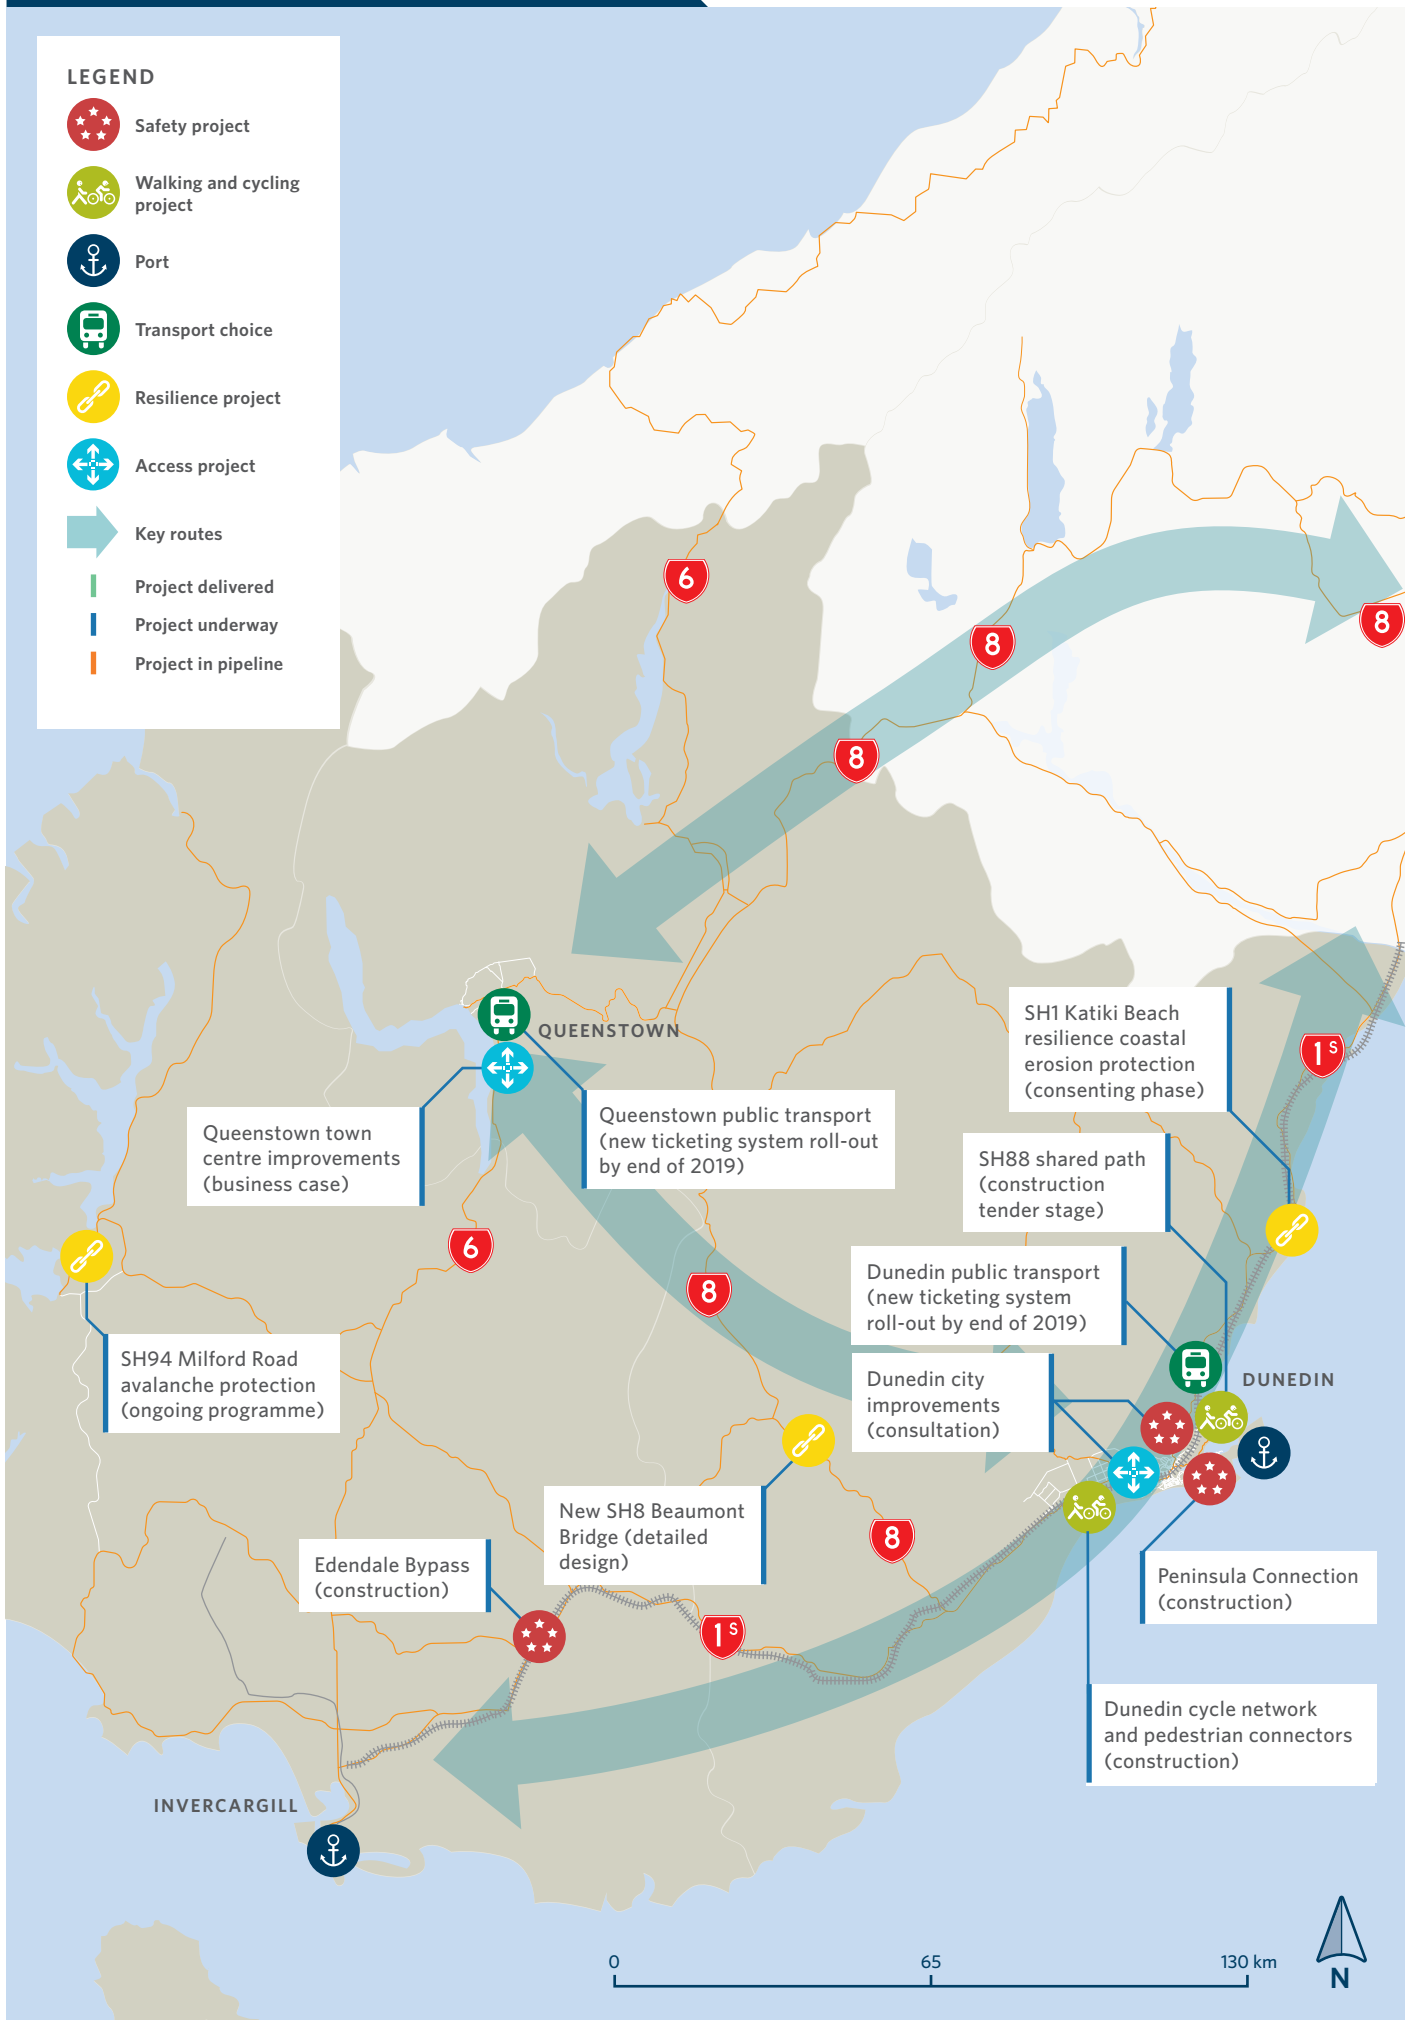 LEGEND
Safety project
Walking and cycling
project
Port
Transport choice
Resilience project
Access project
Key routes
Project delivered
Project underway
Project in pipeline
6
8
8
8
QUEENSTOWN
SH1 Katiki Beach
resilience coastal
erosion protection
(consenting phase)
1 S
Queenstown public transport
(new ticketing system roll-out
by end of 2019)
Queenstown town
centre improvements
(business case)
SH88 shared path
(construction
tender stage)
6
8
Dunedin public transport
(new ticketing system
roll-out by end of 2019)
SH94 Milford Road
avalanche protection
(ongoing programme)
Dunedin city
improvements
(consultation)
DUNEDIN
New SH8 Beaumont
Bridge (detailed
design)
8
Edendale Bypass
(construction)
1 S
Peninsula Connection
(construction)
Dunedin cycle network
and pedestrian connectors
(construction)
INVERCARGILL
0 65 130 km
N